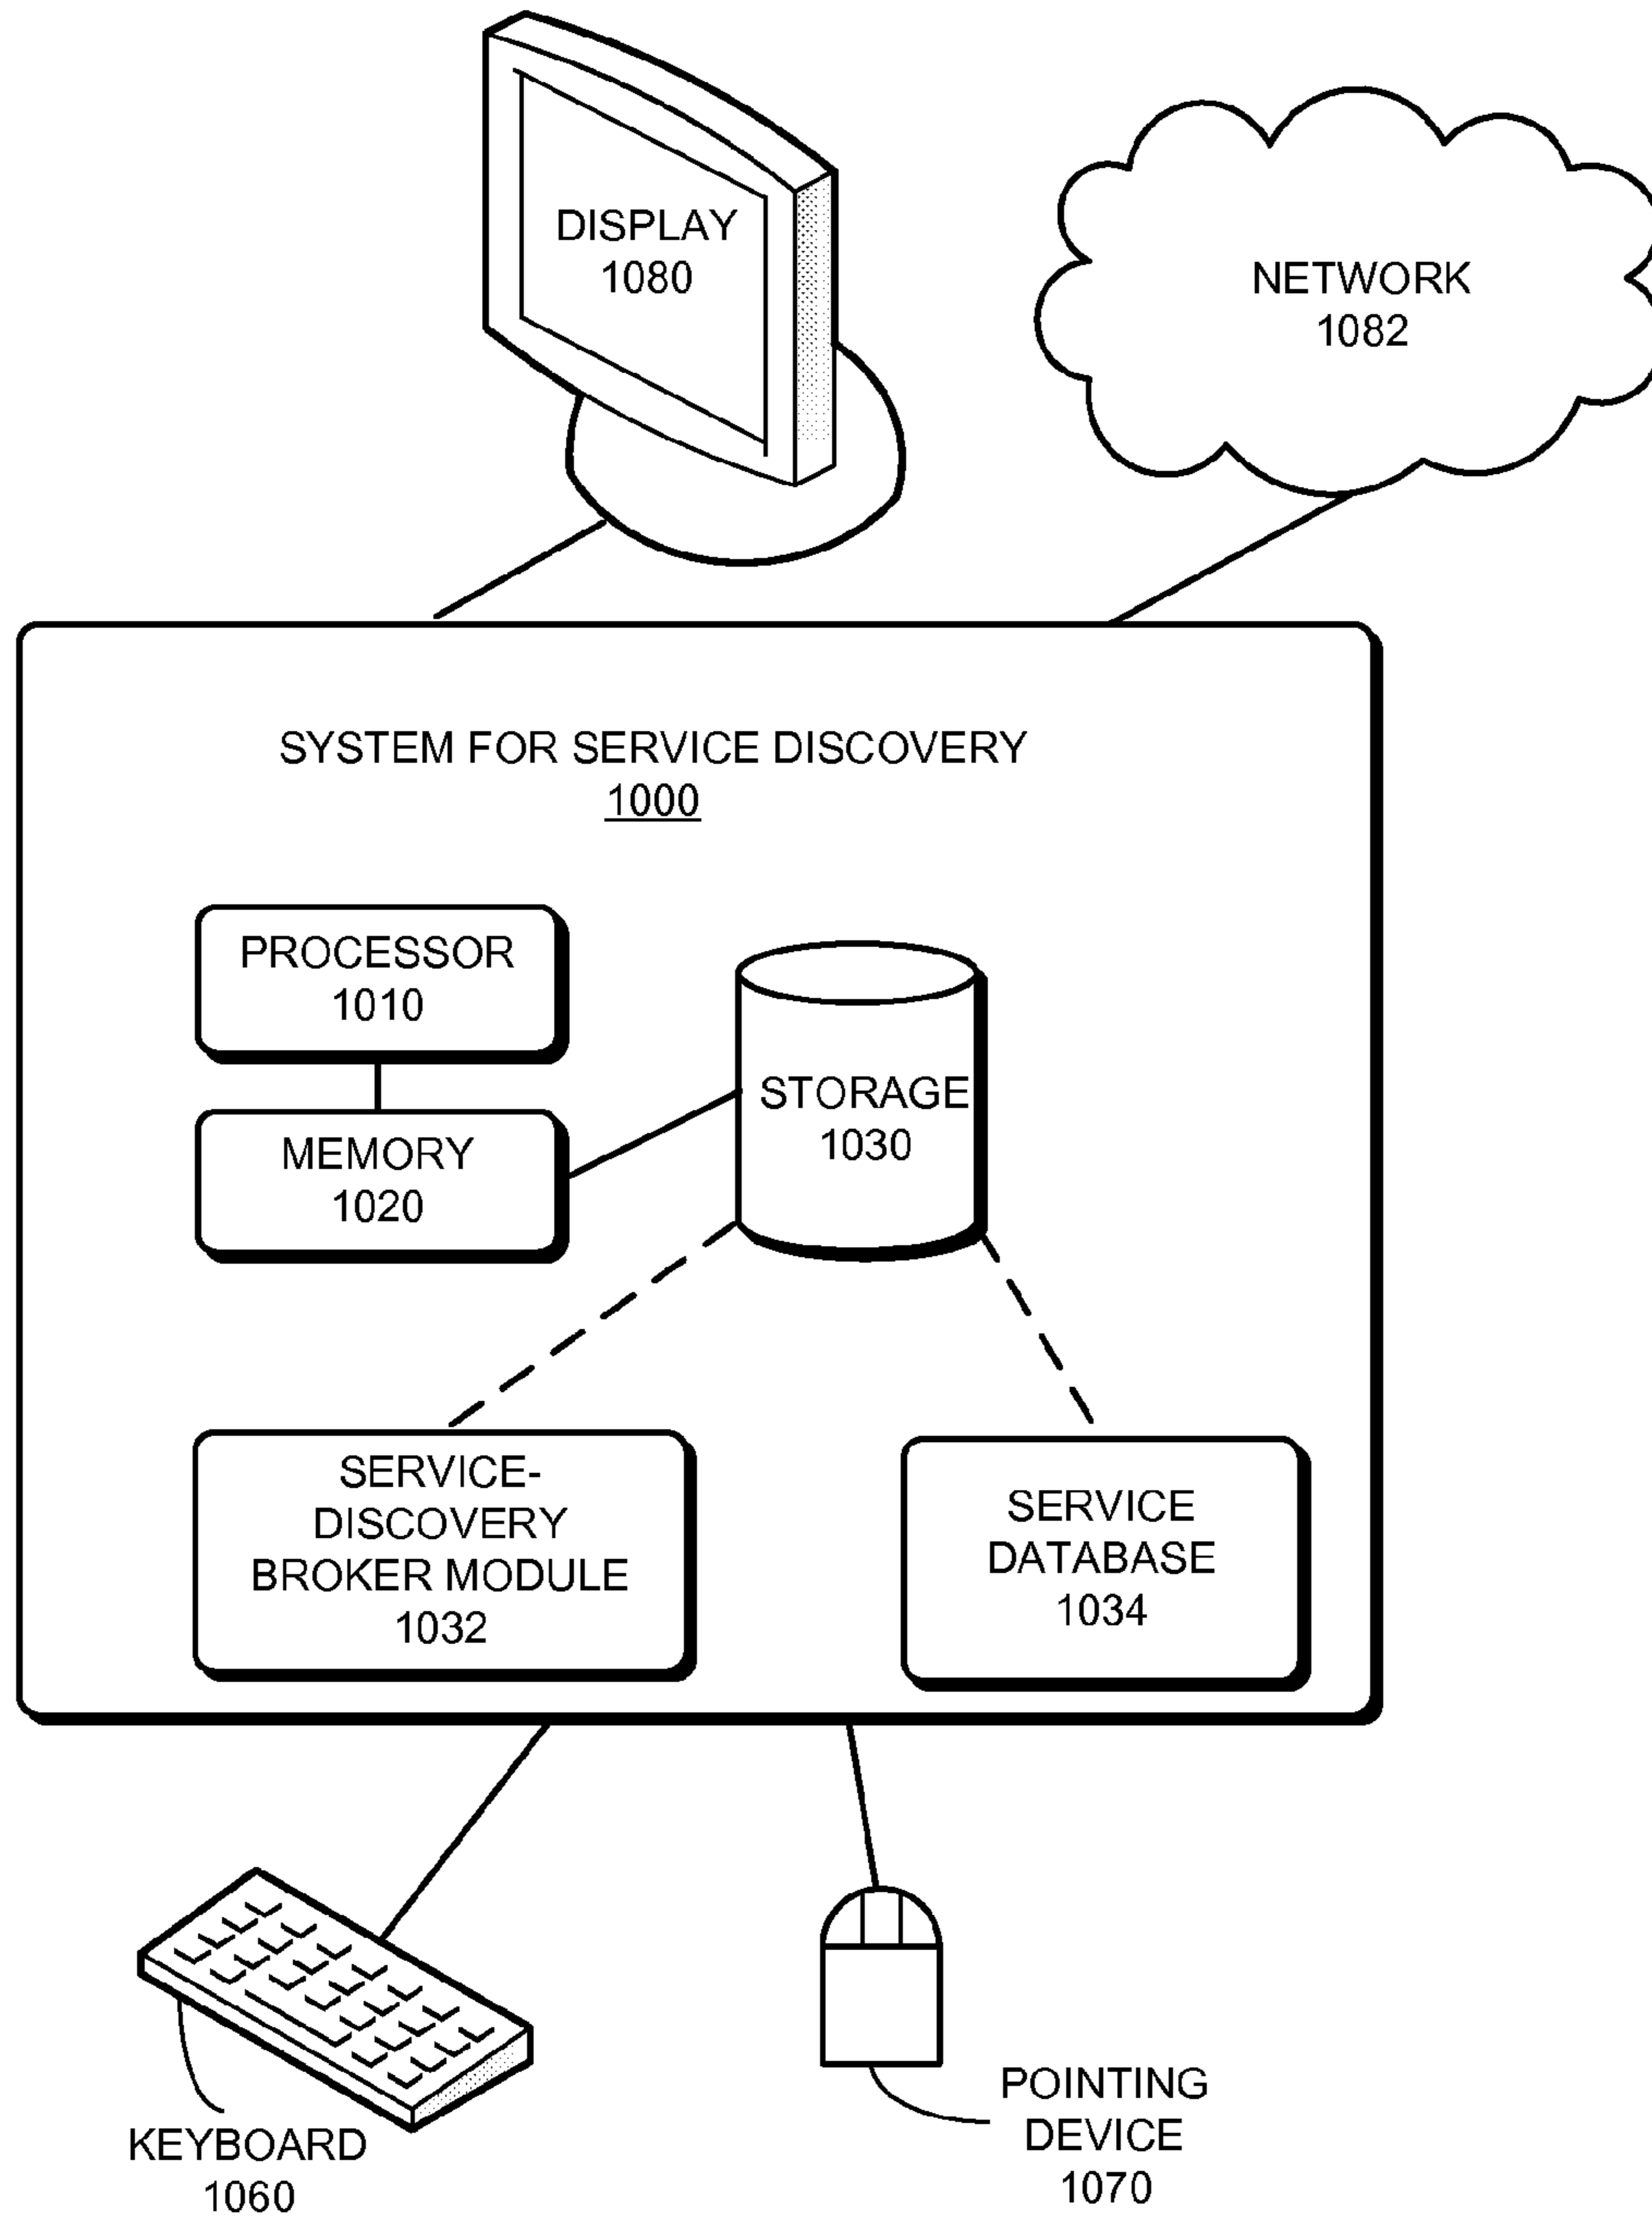 DISPLAY
1080
NETWORK
1082
SYSTEM FOR SERVICE DISCOVERY
1000
PROCESSOR
1010
MEMORY
1020
STORAGE
1030
SERVICE-
DISCOVERY
BROKER MODULE
1032
SERVICE
DATABASE
1034
KEYBOARD
1060
POINTING
DEVICE
1070